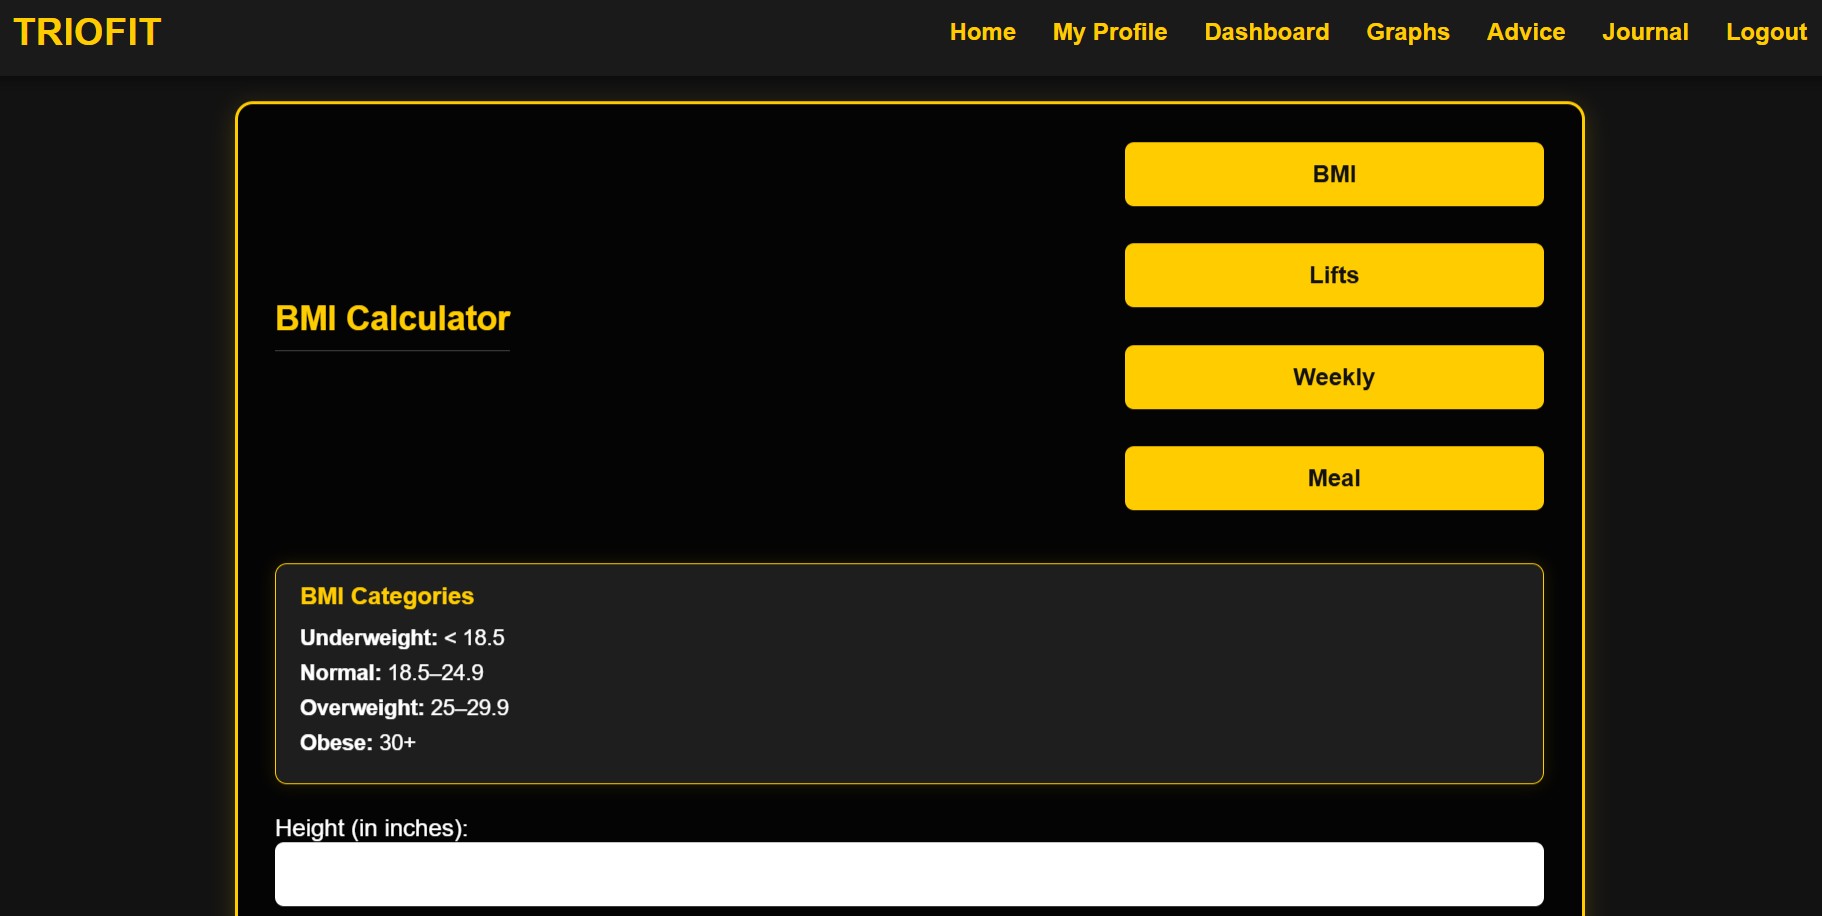 TRIOFIT
Home My Profile Dashboard Graphs Advice Journal Logout
BMI Calculator
BMI
Lifts
Weekly
Meal
BMI Categories
Underweight: < 18.5
Normal: 18.5–24.9
Overweight: 25–29.9
Obese: 30+
Height (in inches):